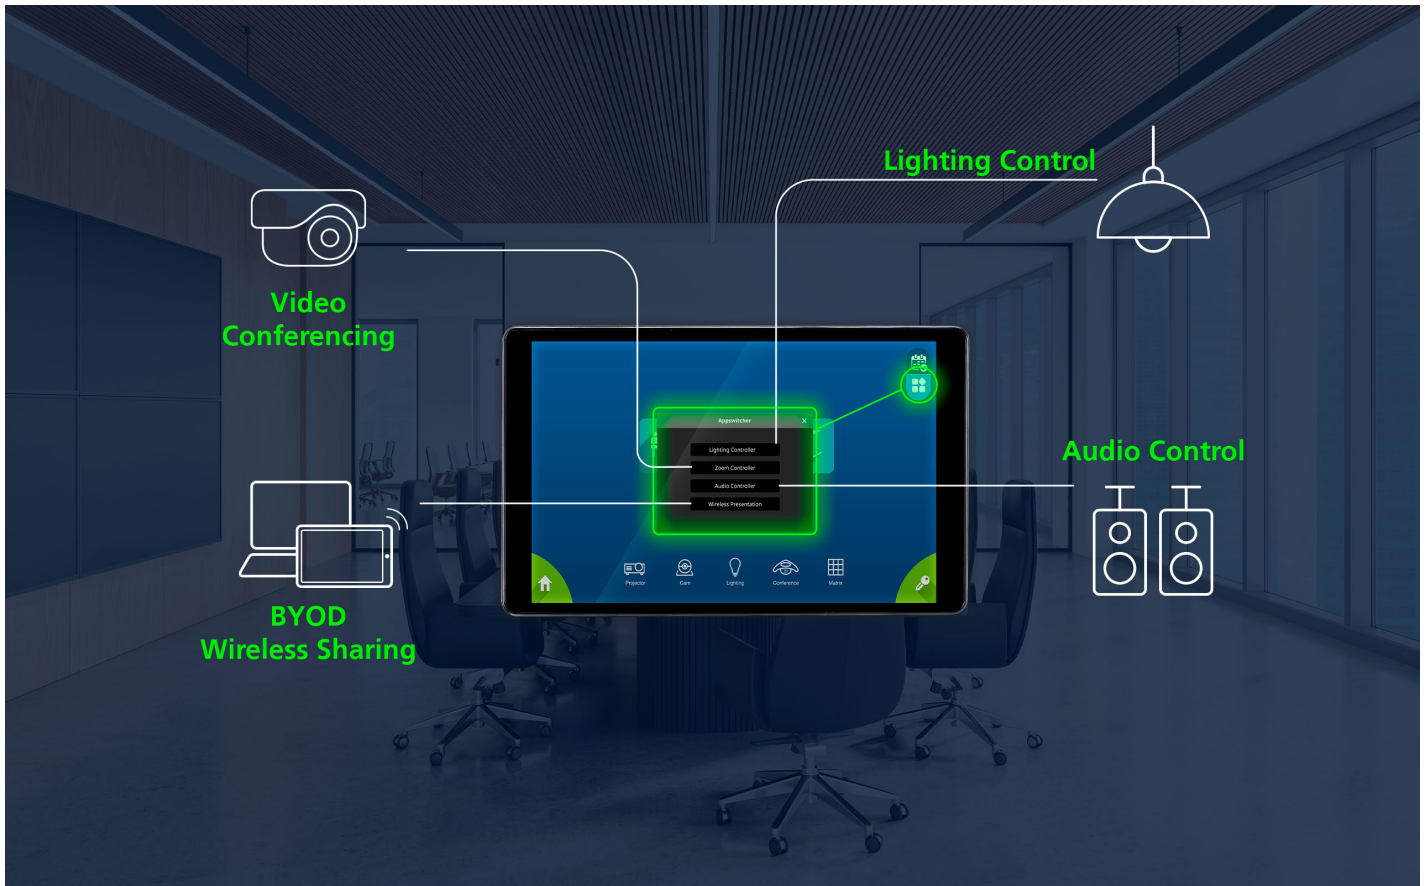 Lighting Control
Video
Conferencing
Appswitcher
Lighting Controller
Zoom Controller
Audio Controller
Wireless Presentation
Audio Control
Projector
Cam
Lighting
Conference
Matrix
BYOD
Wireless Sharing